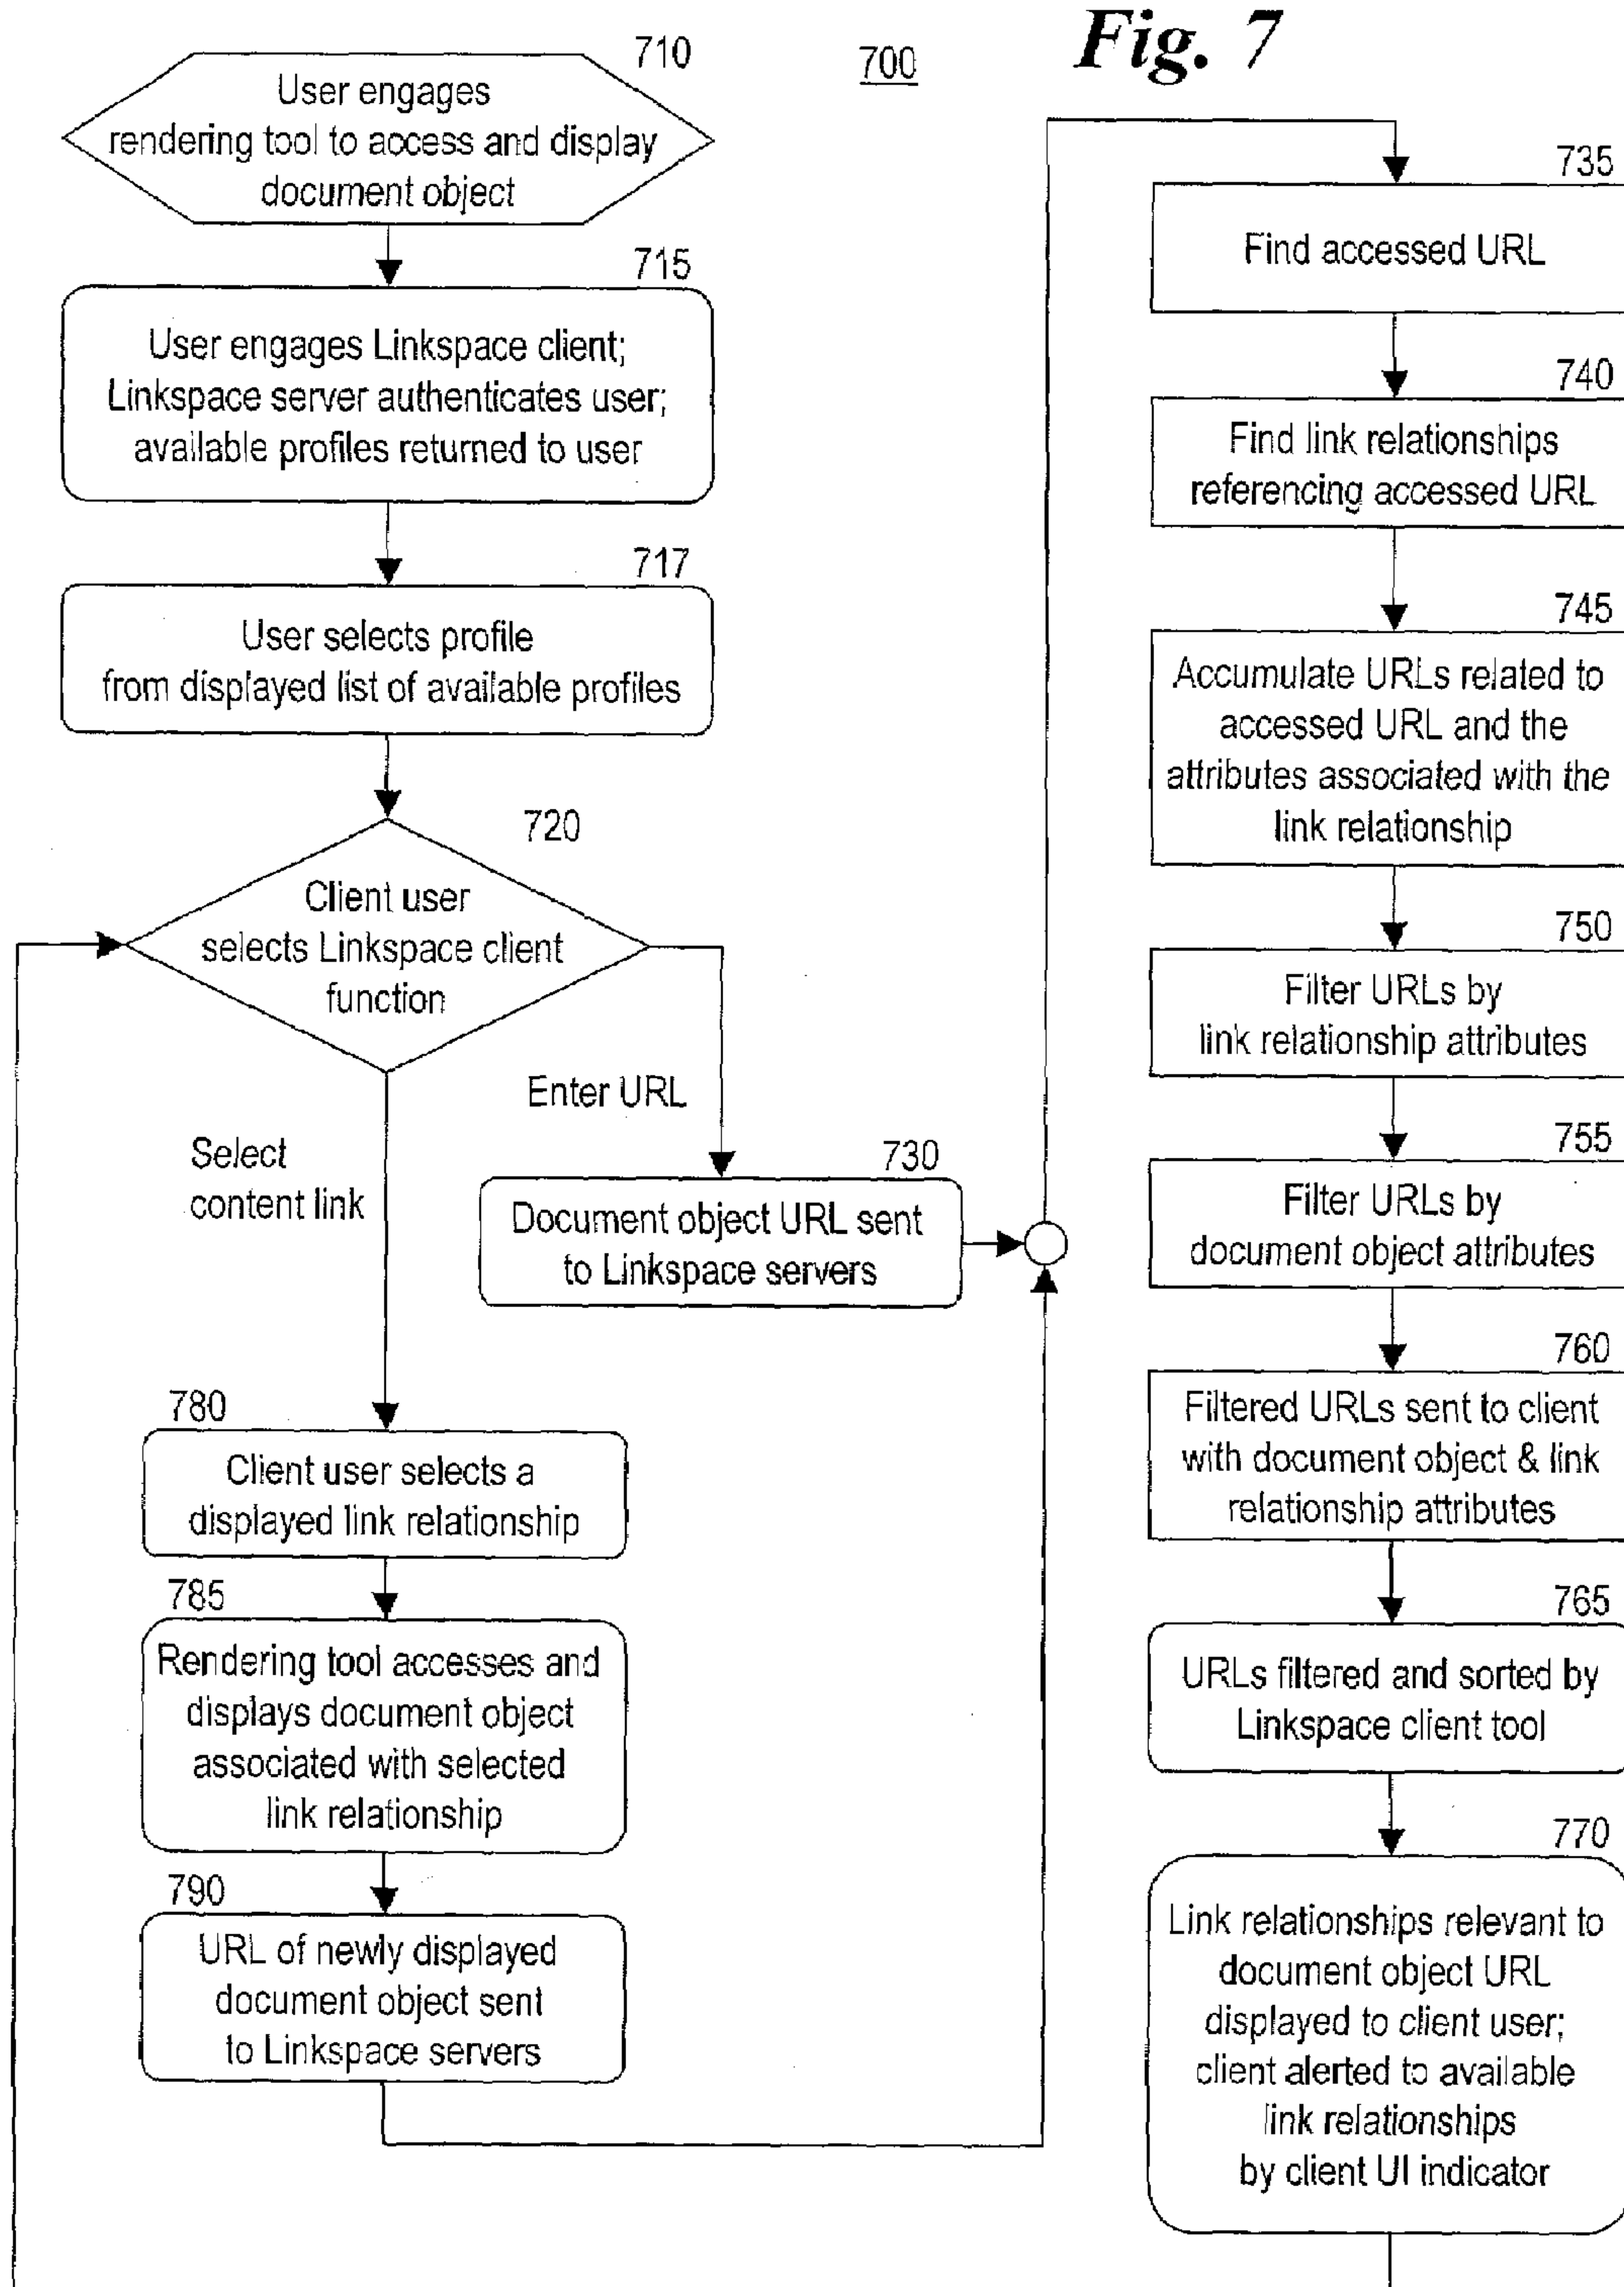 Fig. 7
700
710
User engages
rendering tool to access and display
document object
715
User engages Linkspace client;
Linkspace server authenticates user;
available profiles returned to user
717
User selects profile
from displayed list of available profiles
720
Client user
selects Linkspace client
function
Enter URL
Select
content link
730
Document object URL sent
to Linkspace servers
780
Client user selects a
displayed link relationship
785
Rendering tool accesses and
displays document object
associated with selected
link relationship
790
URL of newly displayed
document object sent
to Linkspace servers
735
Find accessed URL
740
Find link relationships
referencing accessed URL
745
Accumulate URLs related to
accessed URL and the
attributes associated with the
link relationship
750
Filter URLs by
link relationship attributes
755
Filter URLs by
document object attributes
760
Filtered URLs sent to client
with document object & link
relationship attributes
765
URLs filtered and sorted by
Linkspace client tool
770
Link relationships relevant to
document object URL
displayed to client user;
client alerted to available
link relationships
by client UI indicator